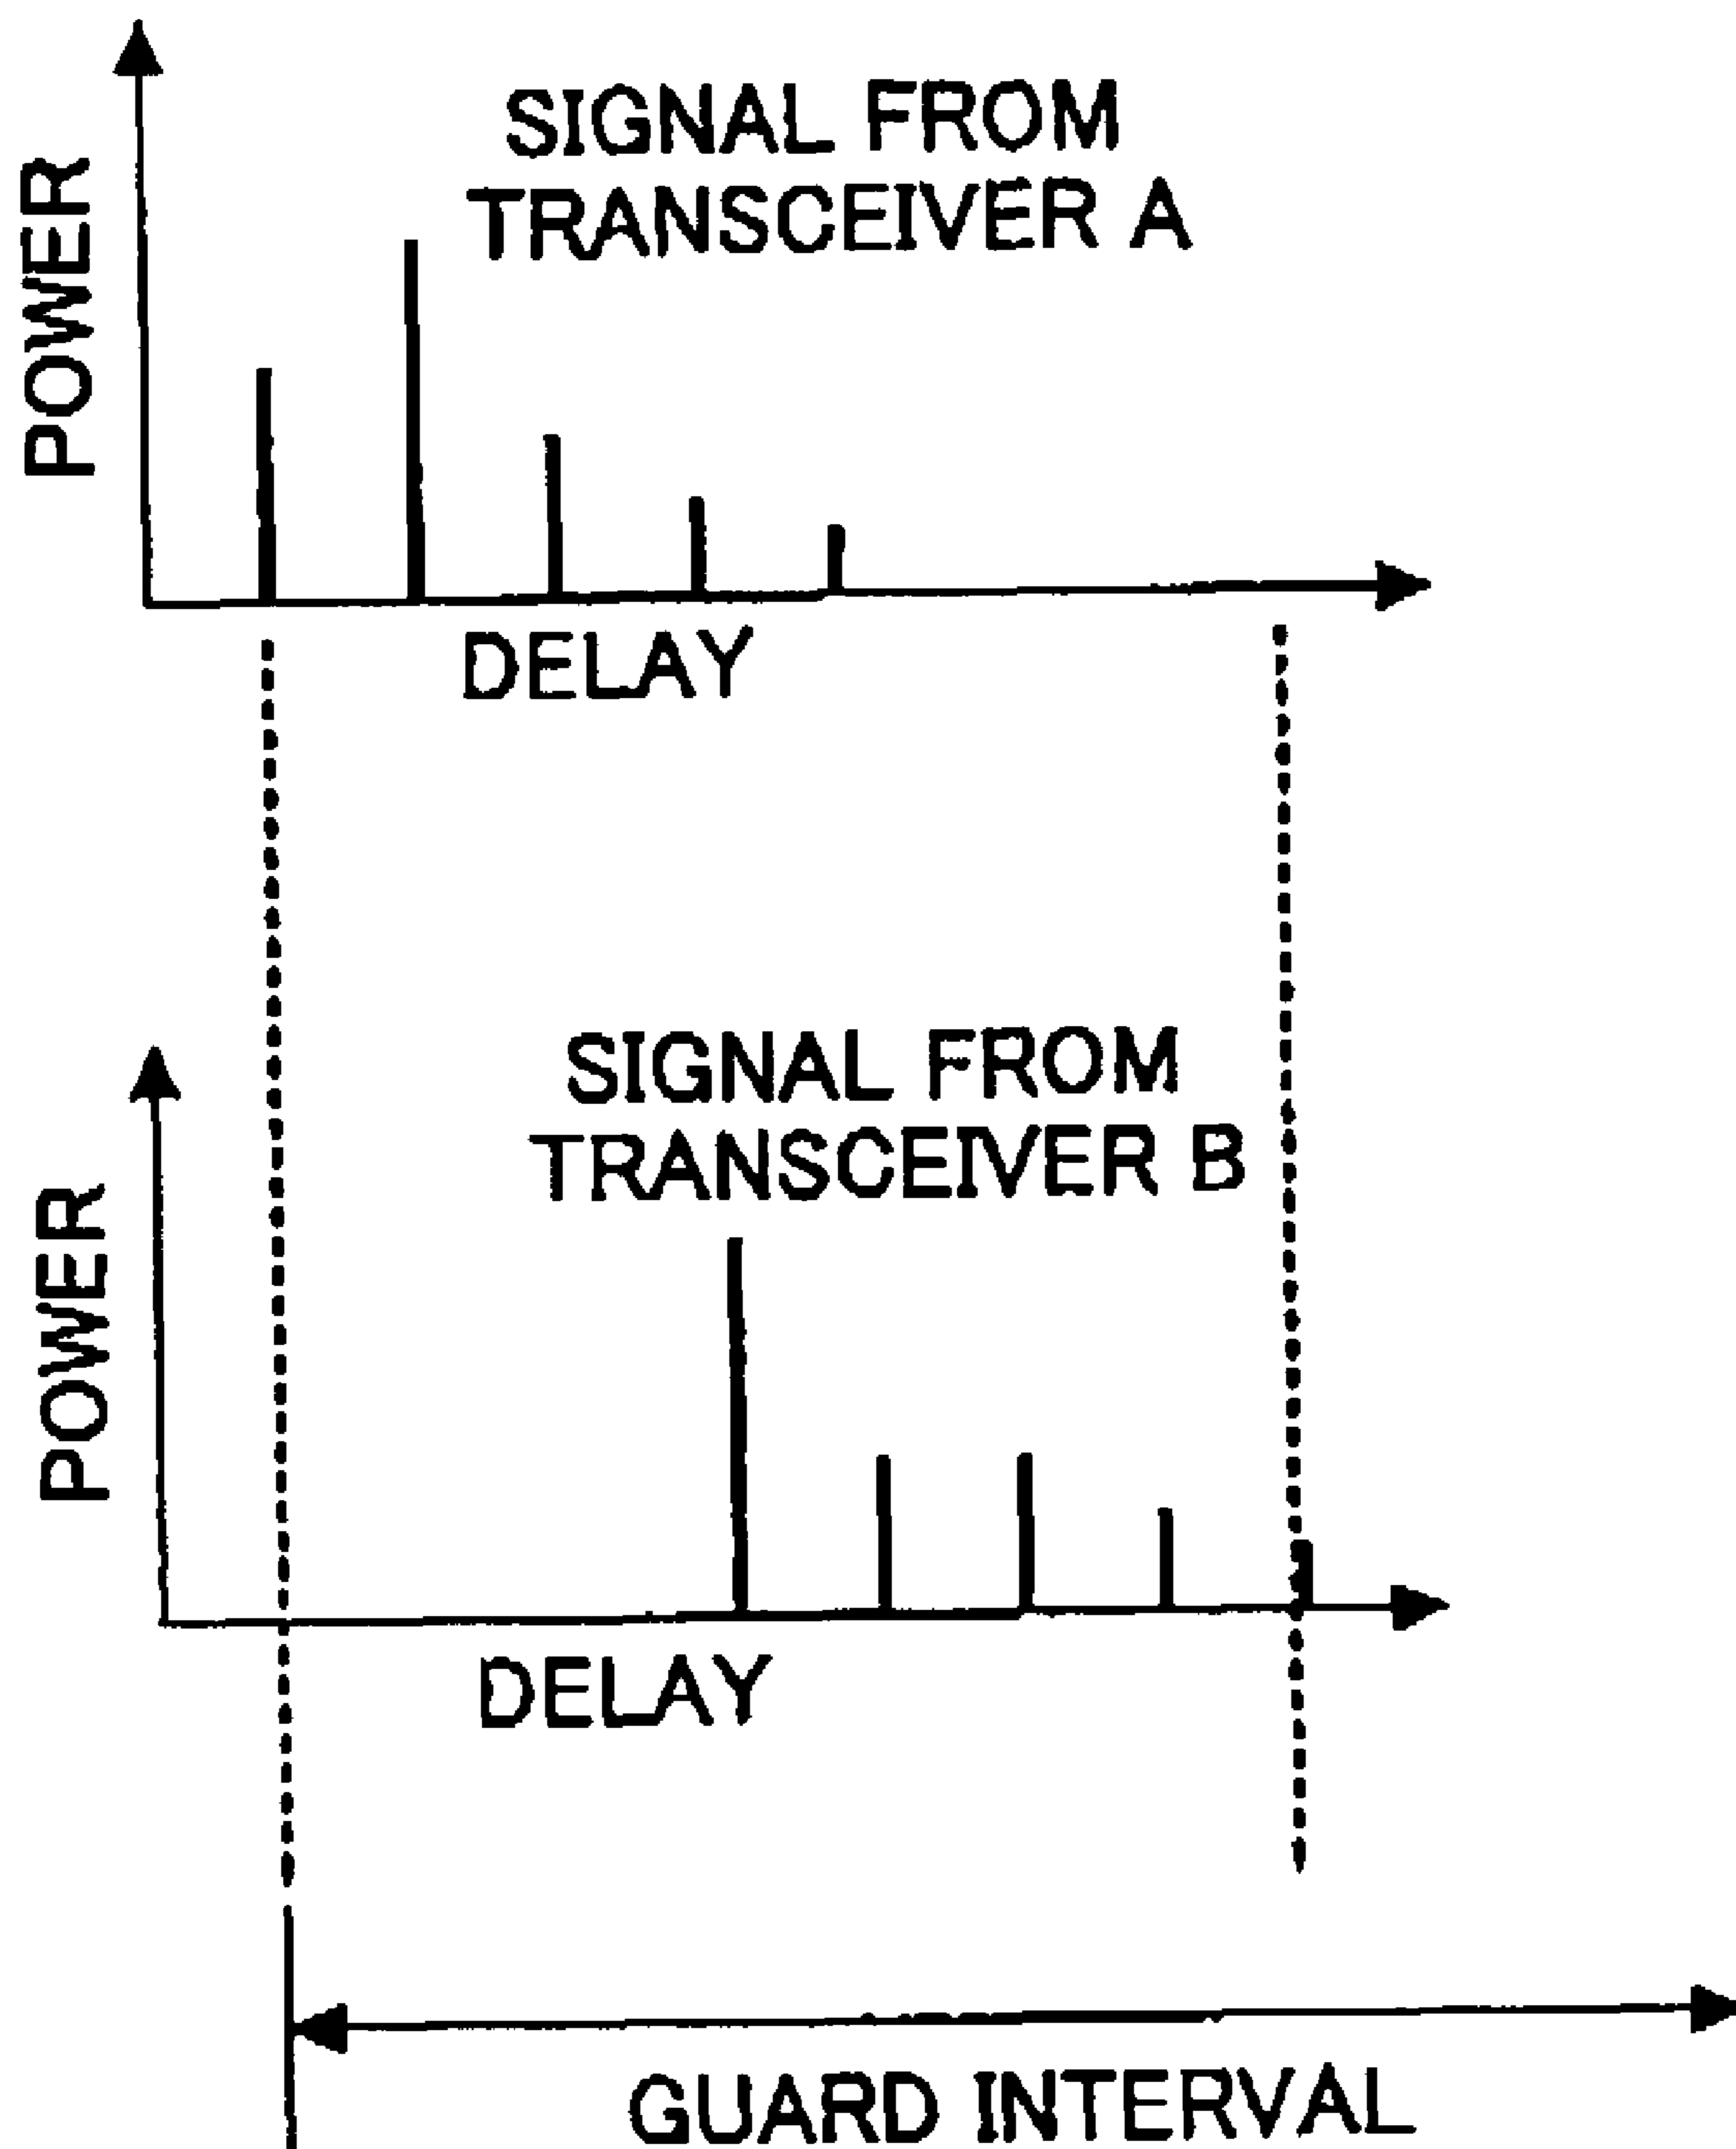 POWER
SIGNAL FROM
TRANSCEIVER A
DELAY
POWER
SIGNAL FROM
TRANSCEIVER B
DELAY
GUARD INTERVAL